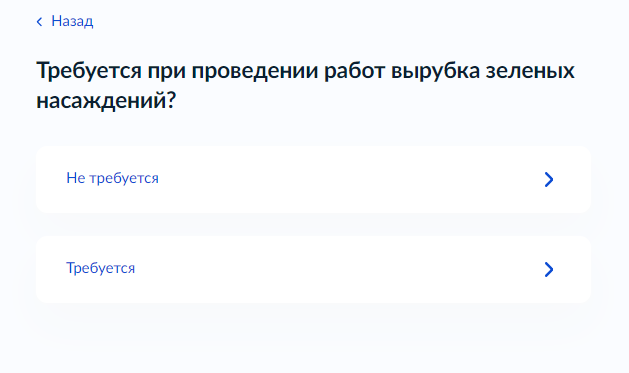 Назад
Требуется при проведении работ вырубка зеленых
насаждений?
Не требуется
Требуется